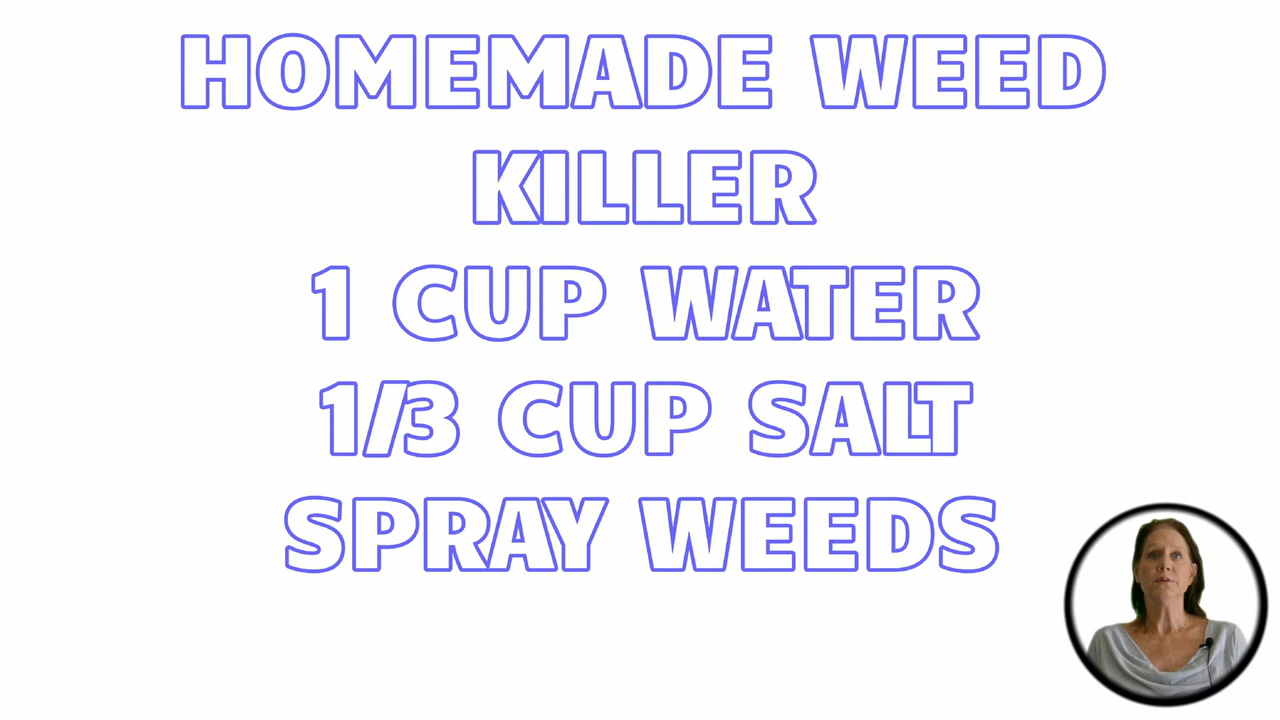 HOMEMADE WEED
KILLER
1 CUP WATER
1/3 CUP SALT
SPRAY WEEDS